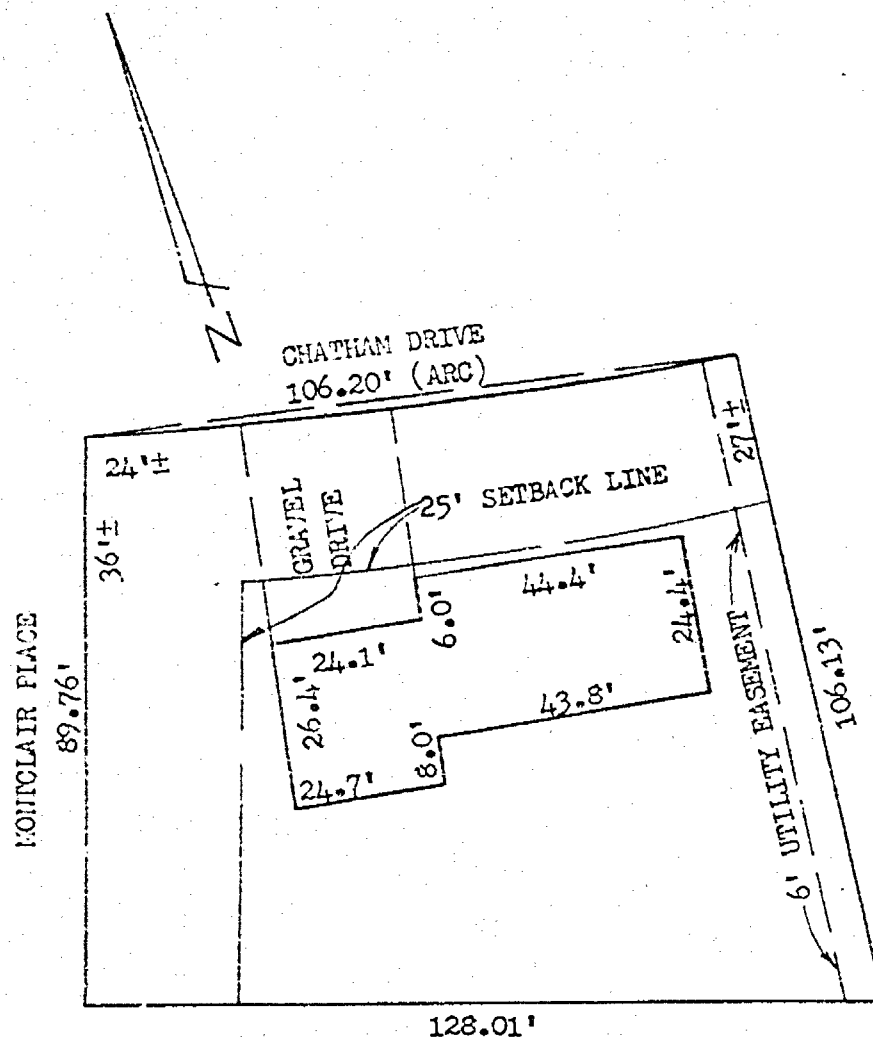 N
CHATHAM DRIVE
106.20' (ARC)
24'±
27'±
36'±
GRAVEL
DRIVE
25' SETBACK LINE
44.4'
6.0'
24.4'
24.1'
MONTCLAIR PLACE
89.76'
26.4'
43.8'
8.0'
24.7'
106.13'
6' UTILITY EASEMENT
128.01'